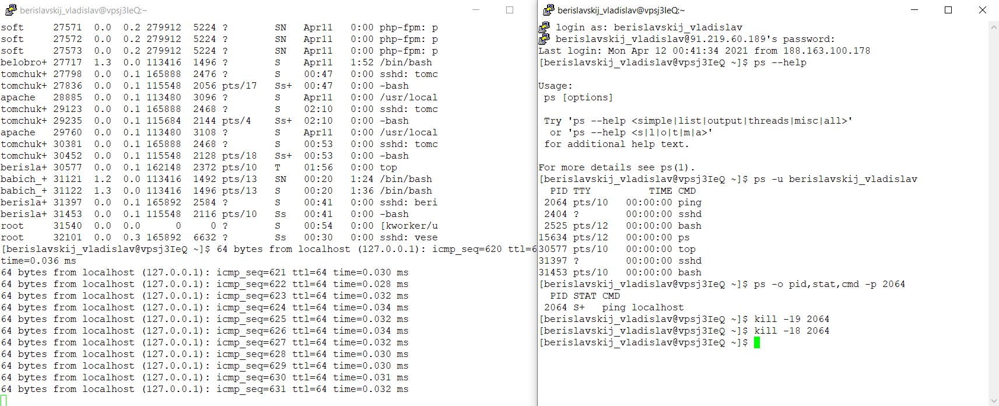 berislavskij_vladislav@vpsj3IeQ:~
soft     27571  0.0  0.2 279912  5224 ?        SN   Apr11   0:00 php-fpm: p
soft     27572  0.0  0.2 279912  5224 ?        SN   Apr11   0:00 php-fpm: p
soft     27573  0.0  0.2 279912  5224 ?        SN   Apr11   0:00 php-fpm: p
belobro+ 27717  1.3  0.0 113416  1496 ?        S    Apr11   1:52 /bin/bash
tomchuk+ 27798  0.0  0.1 165888  2476 ?        S    00:47   0:00 sshd: tomc
tomchuk+ 27836  0.0  0.1 115548  2056 pts/17   Ss+  00:47   0:00 -bash
apache   28885  0.0  0.1 113480  3096 ?        S    Apr11   0:00 /usr/local
tomchuk+ 29123  0.0  0.1 165888  2468 ?        S    02:10   0:00 sshd: tomc
tomchuk+ 29235  0.0  0.1 115684  2144 pts/4    Ss+  02:10   0:00 -bash
apache   29760  0.0  0.1 113480  3108 ?        S    Apr11   0:00 /usr/local
tomchuk+ 30381  0.0  0.1 165888  2468 ?        S    00:53   0:00 sshd: tomc
tomchuk+ 30452  0.0  0.1 115548  2128 pts/18   Ss+  00:53   0:00 -bash
berisla+ 30577  0.0  0.1 162148  2372 pts/10   T    01:56   0:00 top
babich_+ 31121  1.2  0.0 113416  1492 pts/13   SN   00:20   1:24 /bin/bash
babich_+ 31122  1.3  0.0 113416  1496 pts/13   S    00:20   1:36 /bin/bash
berisla+ 31397  0.0  0.1 165892  2584 ?        S    00:41   0:00 sshd: beri
berisla+ 31453  0.0  0.1 115548  2116 pts/10   Ss   00:41   0:00 -bash
root     31540  0.0  0.0      0     0 ?        S    00:54   0:00 [kworker/u
root     32101  0.0  0.3 165892  6632 ?        Ss   00:30   0:00 sshd: vese
[berislavskij_vladislav@vpsj3IeQ ~]$ 64 bytes from localhost (127.0.0.1): icmp_seq=620 ttl=6
time=0.036 ms
64 bytes from localhost (127.0.0.1): icmp_seq=621 ttl=64 time=0.030 ms
64 bytes from localhost (127.0.0.1): icmp_seq=622 ttl=64 time=0.028 ms
64 bytes from localhost (127.0.0.1): icmp_seq=623 ttl=64 time=0.032 ms
64 bytes from localhost (127.0.0.1): icmp_seq=624 ttl=64 time=0.034 ms
64 bytes from localhost (127.0.0.1): icmp_seq=625 ttl=64 time=0.032 ms
64 bytes from localhost (127.0.0.1): icmp_seq=626 ttl=64 time=0.034 ms
64 bytes from localhost (127.0.0.1): icmp_seq=627 ttl=64 time=0.032 ms
64 bytes from localhost (127.0.0.1): icmp_seq=628 ttl=64 time=0.030 ms
64 bytes from localhost (127.0.0.1): icmp_seq=629 ttl=64 time=0.030 ms
64 bytes from localhost (127.0.0.1): icmp_seq=630 ttl=64 time=0.031 ms
64 bytes from localhost (127.0.0.1): icmp_seq=631 ttl=64 time=0.032 ms
berislavskij_vladislav@vpsj3IeQ:~
login as: berislavskij_vladislav
berislavskij_vladislav@91.219.60.189's password:
Last login: Mon Apr 12 00:41:34 2021 from 188.163.100.178
[berislavskij_vladislav@vpsj3IeQ ~]$ ps --help
Usage:
 ps [options]
 Try 'ps --help <simple|list|output|threads|misc|all>'
  or 'ps --help <s|l|o|t|m|a>'
 for additional help text.
For more details see ps(1).
[berislavskij_vladislav@vpsj3IeQ ~]$ ps -u berislavskij_vladislav
  PID TTY          TIME CMD
 2064 pts/10   00:00:00 ping
 2404 ?        00:00:00 sshd
 2525 pts/12   00:00:00 bash
15634 pts/12   00:00:00 ps
30577 pts/10   00:00:00 top
31397 ?        00:00:00 sshd
31453 pts/10   00:00:00 bash
[berislavskij_vladislav@vpsj3IeQ ~]$ ps -o pid,stat,cmd -p 2064
  PID STAT CMD
 2064 S+   ping localhost
[berislavskij_vladislav@vpsj3IeQ ~]$ kill -19 2064
[berislavskij_vladislav@vpsj3IeQ ~]$ kill -18 2064
[berislavskij_vladislav@vpsj3IeQ ~]$